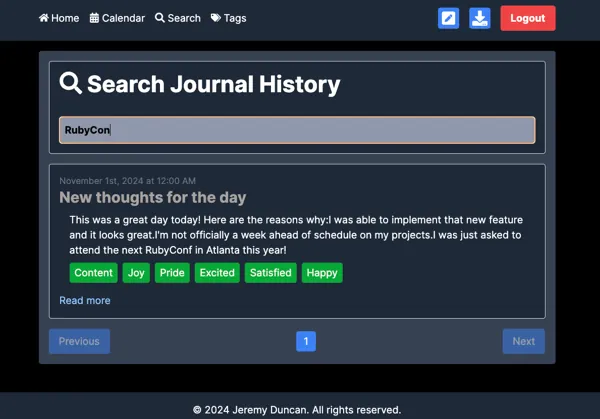 Home Calendar Search Tags Logout
Search Journal History
RubyCon
November 1st, 2024 at 12:00 AM
New thoughts for the day
This was a great day today! Here are the reasons why:I was able to implement that new feature
and it looks great.I'm not officially a week ahead of schedule on my projects.I was just asked to
attend the next RubyConf in Atlanta this year!
Content Joy Pride Excited Satisfied Happy
Read more
Previous 1 Next
© 2024 Jeremy Duncan. All rights reserved.